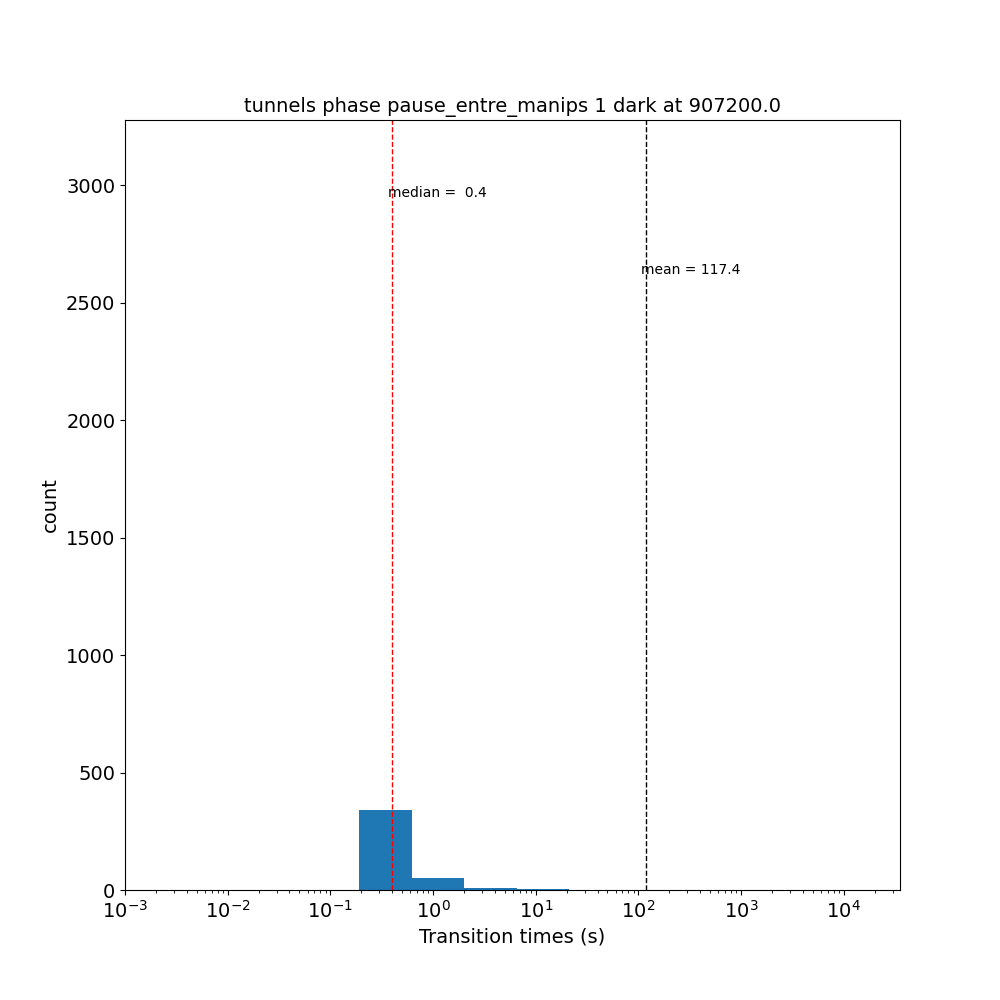 tunnels phase pause_entre_manips 1 dark at 907200.0
3000
median =  0.4
mean = 117.4
2500
2000
count
1500
1000
500
0
10⁻³ 10⁻² 10⁻¹ 10⁰ 10¹ 10² 10³ 10⁴
Transition times (s)